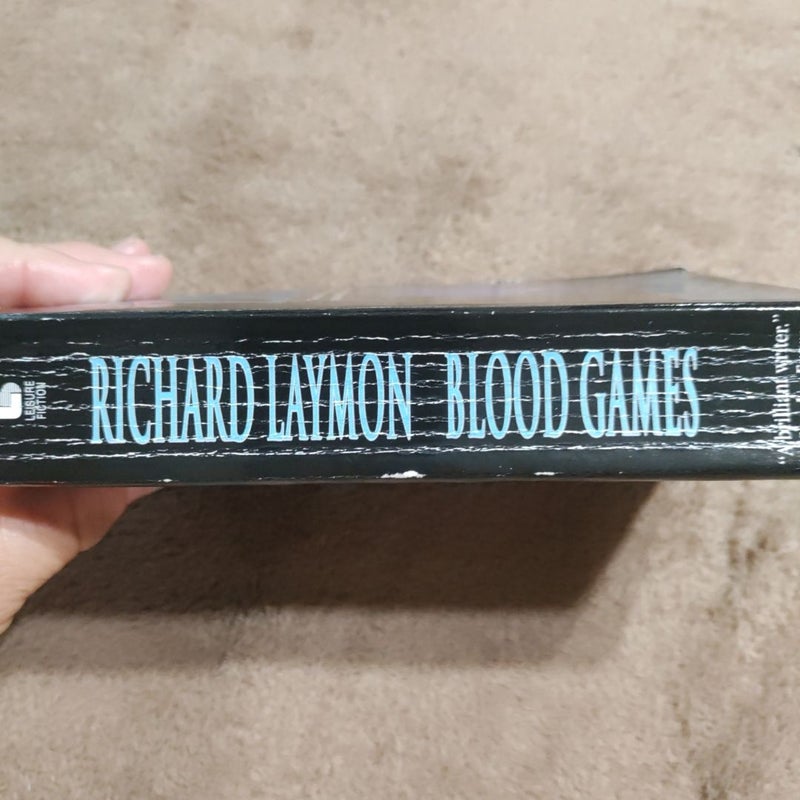 LEISURE
FICTION
RICHARD LAYMON BLOOD GAMES
“A brilliant writer.”